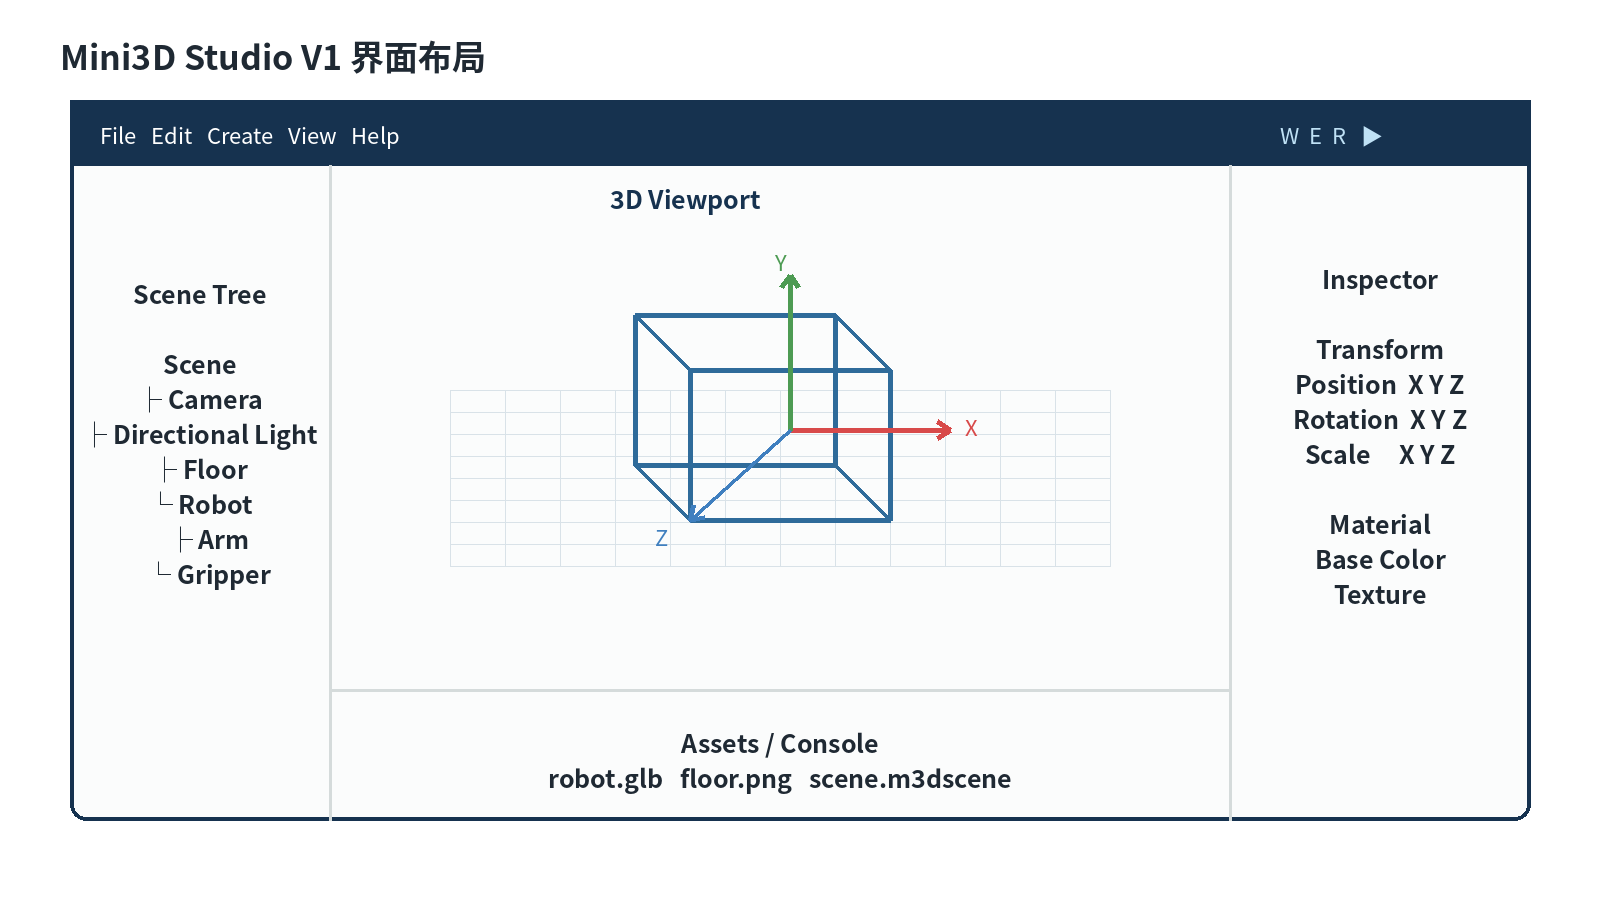 Mini3D Studio V1 界面布局
File Edit Create View Help
W E R ▶
Scene Tree
Scene
├ Camera
├ Directional Light
├ Floor
└ Robot
├ Arm
└ Gripper
3D Viewport
Y
X
Z
Assets / Console
robot.glb floor.png scene.m3dscene
Inspector
Transform
Position X Y Z
Rotation X Y Z
Scale X Y Z
Material
Base Color
Texture